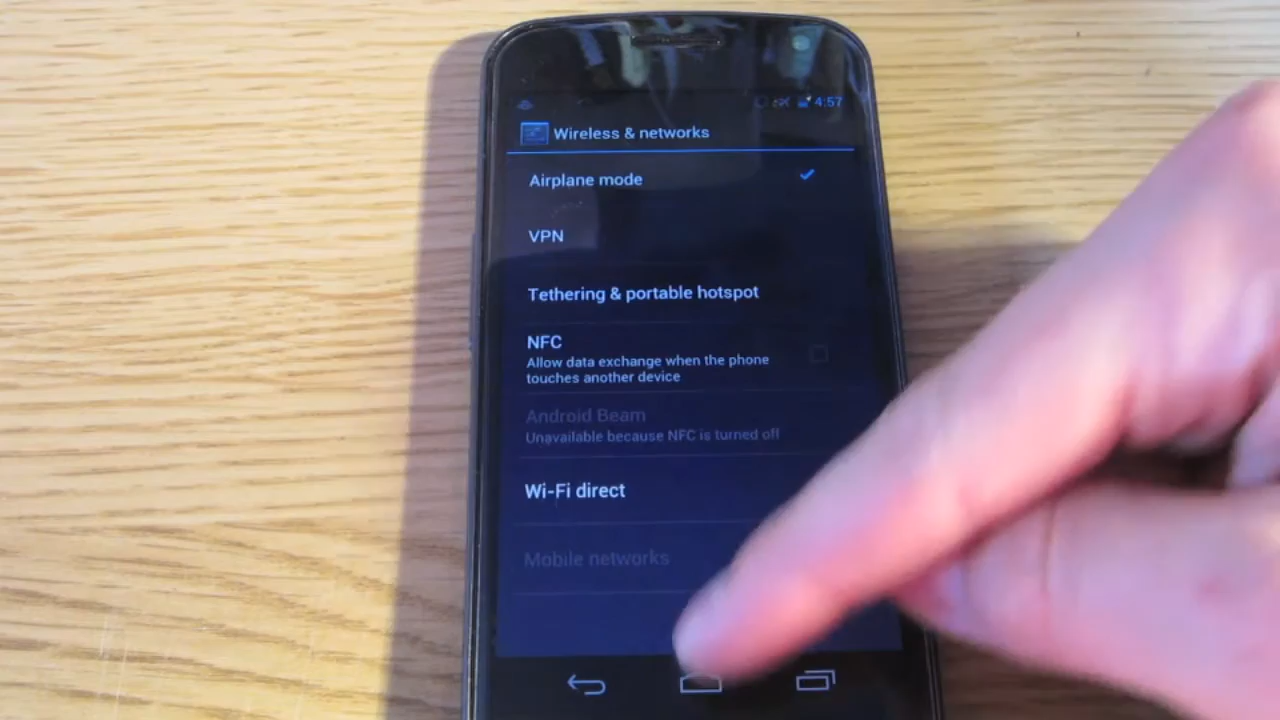 4:57
Wireless & networks
Airplane mode
VPN
Tethering & portable hotspot
NFC
Allow data exchange when the phone
touches another device
Android Beam
Unavailable because NFC is turned off
Wi-Fi direct
Mobile networks